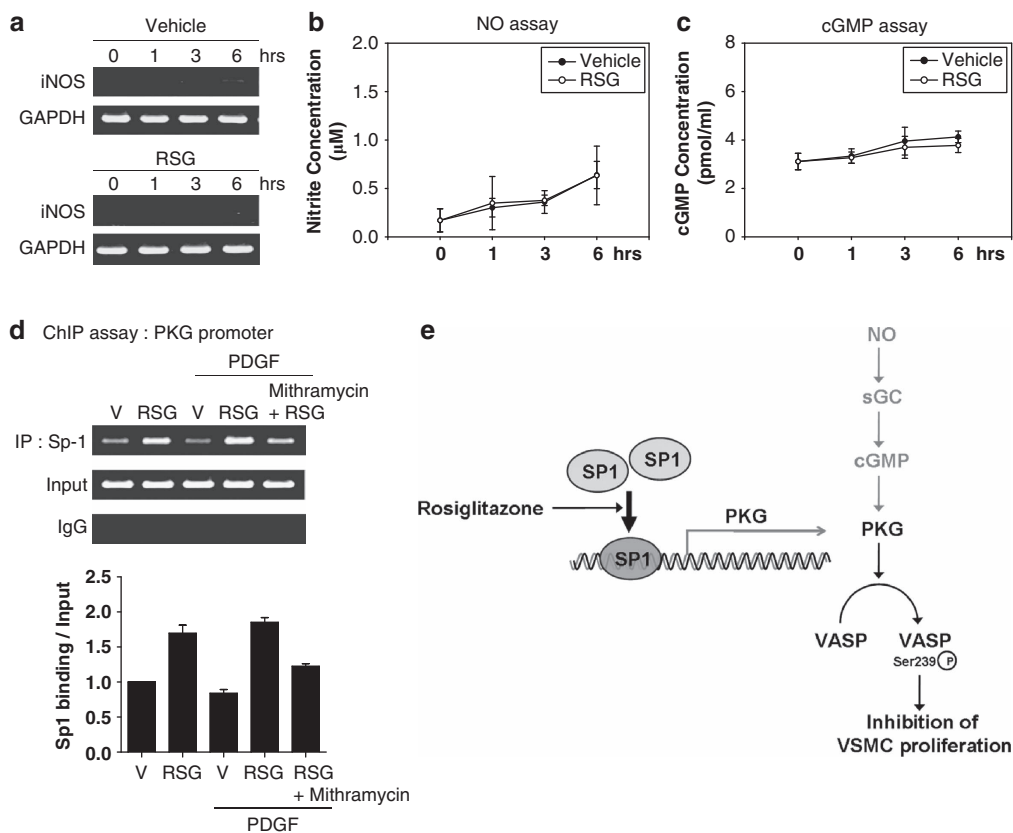 a
Vehicle
0 1 3 6 hrs
iNOS
GAPDH
RSG
0 1 3 6 hrs
iNOS
GAPDH
b
NO assay
Nitrite Concentration
(μM)
2.0
1.5
1.0
0.5
0.0
Vehicle
RSG
0 1 3 6 hrs
c
cGMP assay
cGMP Concentration
(pmol/ml)
8
6
4
2
0
Vehicle
RSG
0 1 3 6 hrs
d ChIP assay : PKG promoter
PDGF
Mithramycin
V RSG V RSG + RSG
IP : Sp-1
Input
IgG
Sp1 binding / Input
2.5
2.0
1.5
1.0
0.5
0.0
V RSG V RSG RSG
+ Mithramycin
PDGF
e
NO
sGC
cGMP
SP1 SP1
Rosiglitazone
PKG
PKG
SP1
VASP VASP
Ser239 P
Inhibition of
VSMC proliferation